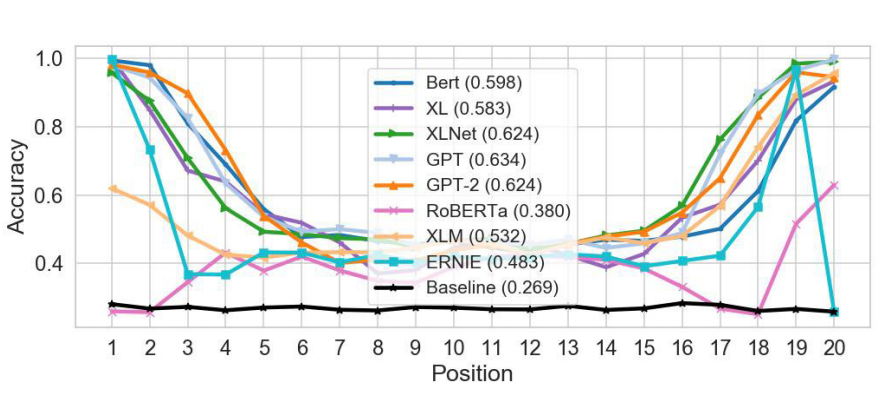 1.0
0.8
0.6
0.4
Accuracy
Bert (0.598)
XL (0.583)
XLNet (0.624)
GPT (0.634)
GPT-2 (0.624)
RoBERTa (0.380)
XLM (0.532)
ERNIE (0.483)
Baseline (0.269)
1 2 3 4 5 6 7 8 9 10 11 12 13 14 15 16 17 18 19 20
Position